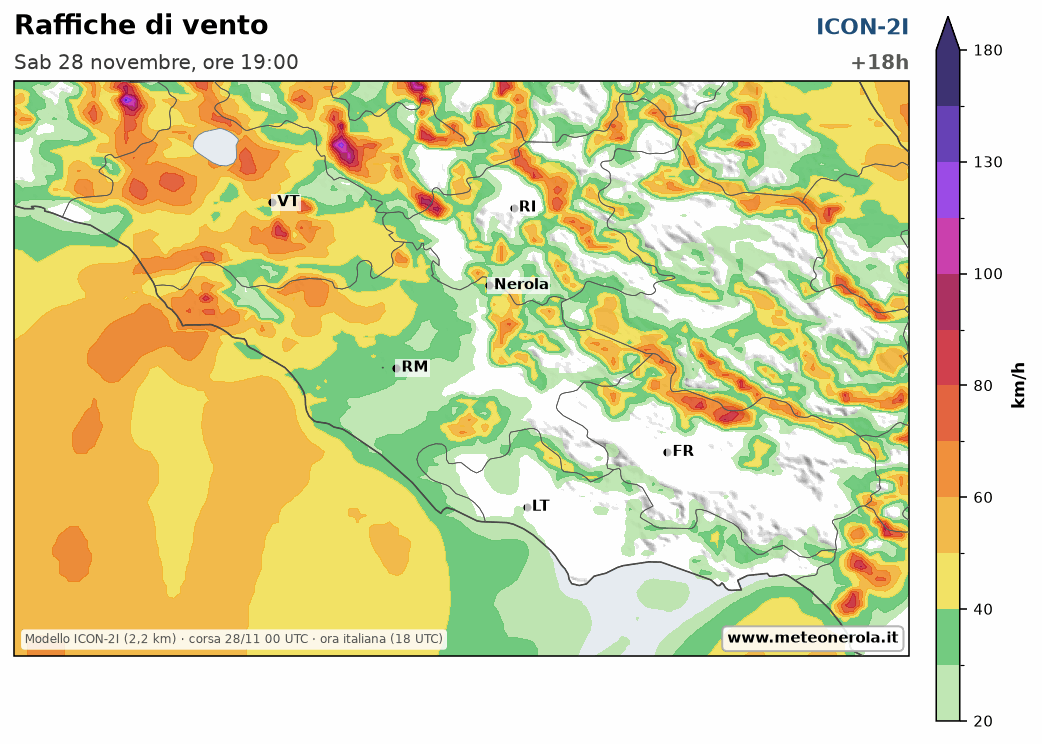 Raffiche di vento
ICON-2I
Sab 28 novembre, ore 19:00
+18h
180
130
100
80
60
40
20
km/h
VT
RI
Nerola
RM
FR
LT
Modello ICON-2I (2,2 km) · corsa 28/11 00 UTC · ora italiana (18 UTC)
www.meteonerola.it